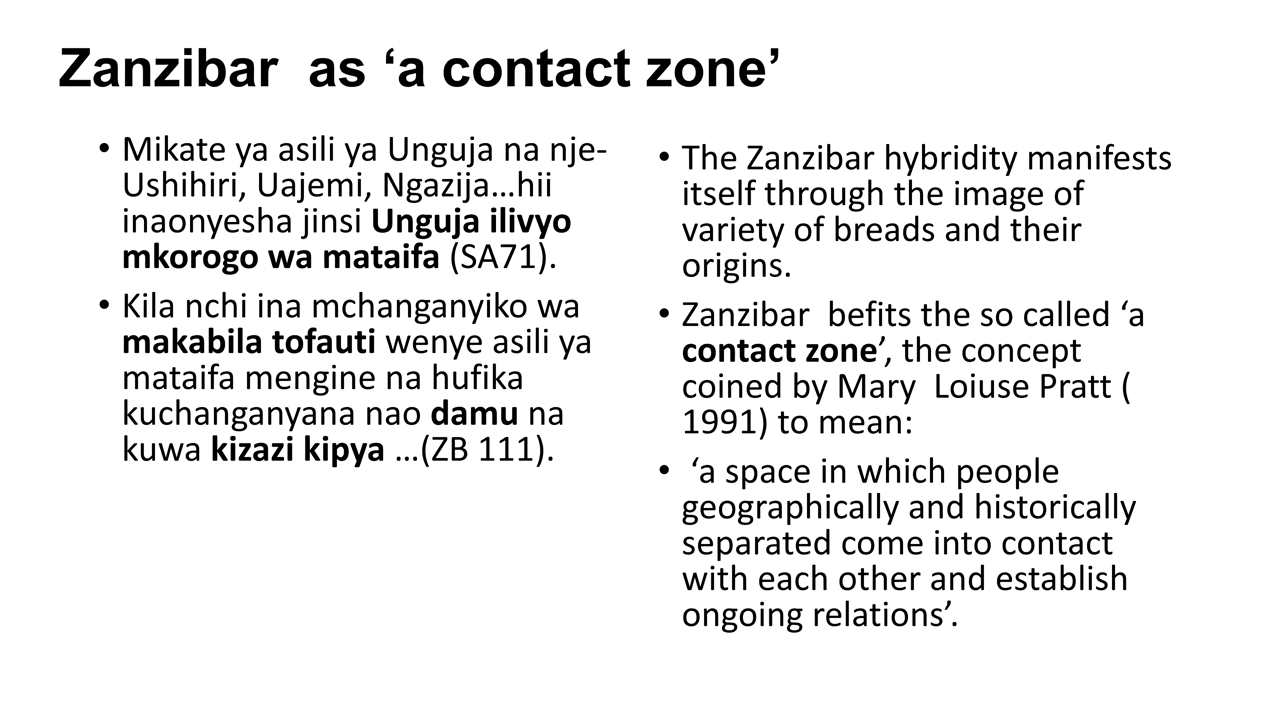 Zanzibar  as ‘a contact zone’
• Mikate ya asili ya Unguja na nje-
Ushihiri, Uajemi, Ngazija…hii
inaonyesha jinsi Unguja ilivyo
mkorogo wa mataifa (SA71).
• Kila nchi ina mchanganyiko wa
makabila tofauti wenye asili ya
mataifa mengine na hufika
kuchanganyana nao damu na
kuwa kizazi kipya …(ZB 111).
• The Zanzibar hybridity manifests
itself through the image of
variety of breads and their
origins.
• Zanzibar  befits the so called ‘a
contact zone’, the concept
coined by Mary  Loiuse Pratt (
1991) to mean:
•  ‘a space in which people
geographically and historically
separated come into contact
with each other and establish
ongoing relations’.